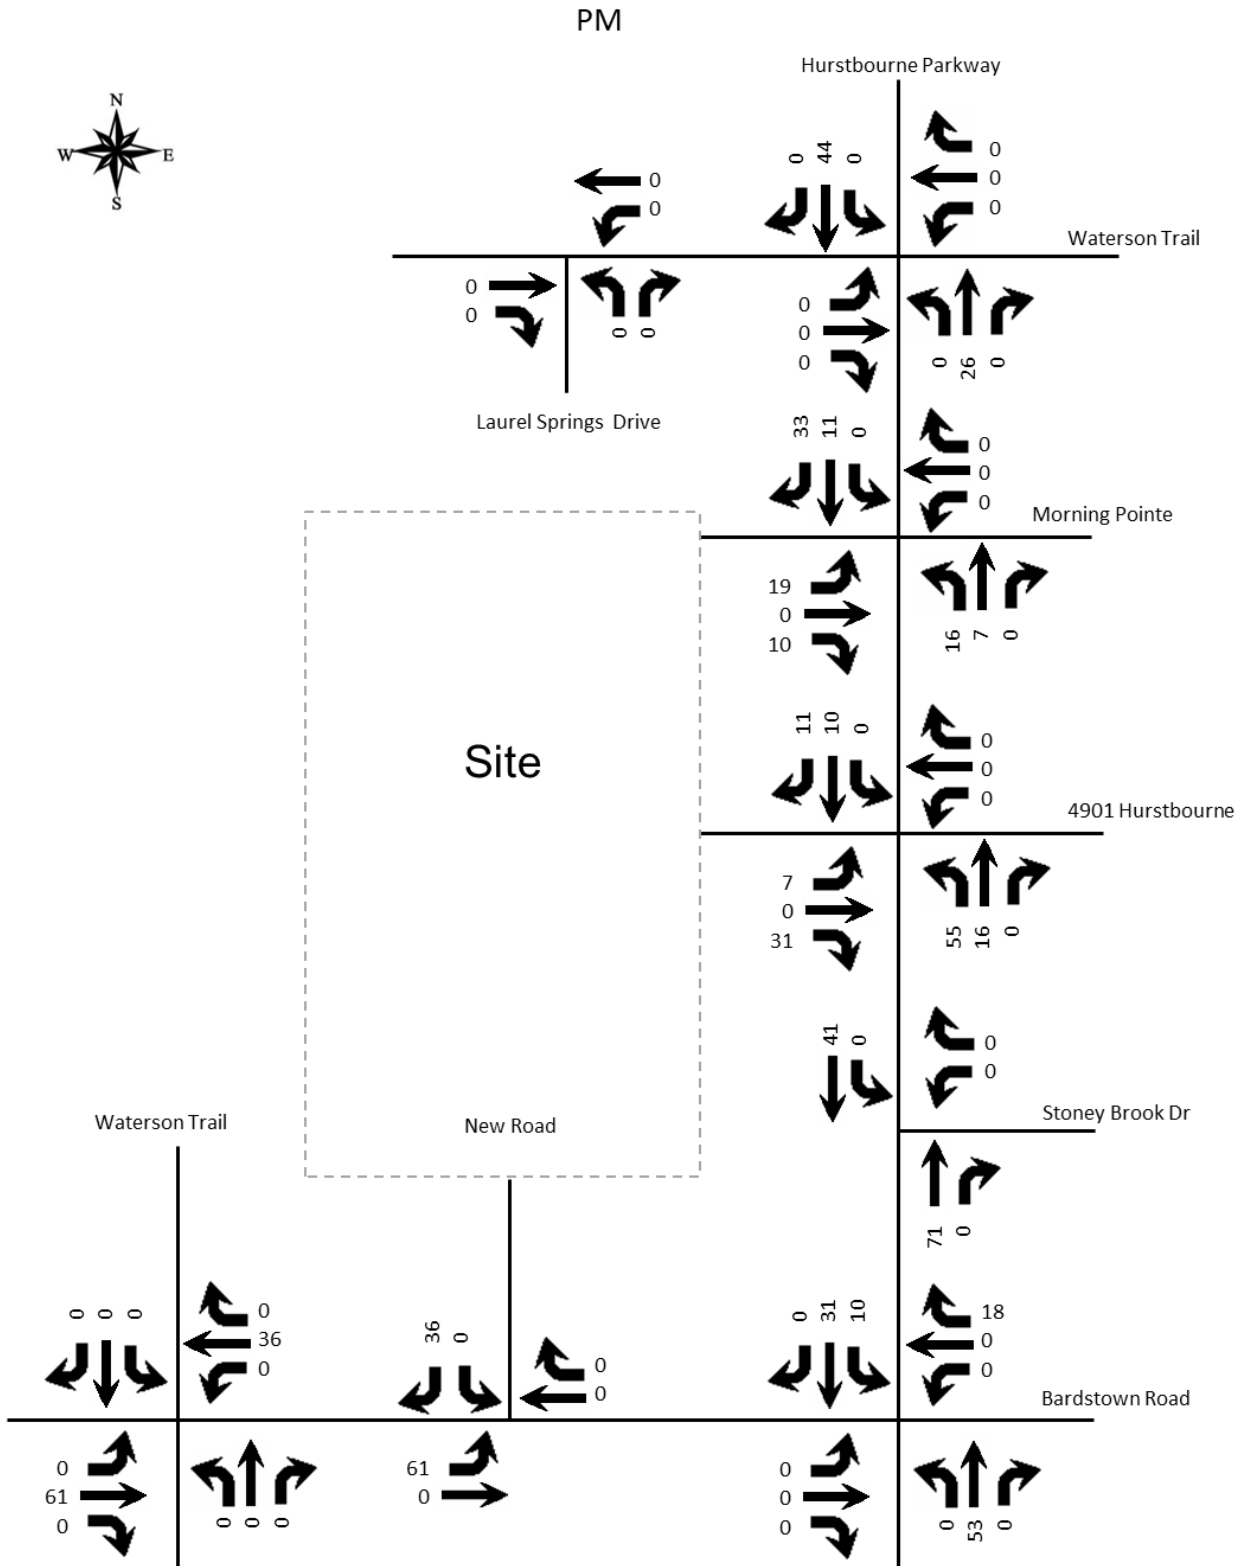 PM
Hurstbourne Parkway
N
W E
S
0 44 0
0
0
0
0
0
Waterson Trail
0
0
0 0
0
0
0
0 26 0
Laurel Springs Drive
33 11 0
0
0
0
Morning Pointe
19
0
10
16 7 0
Site
11 10 0
0
0
0
4901 Hurstbourne
7
0
31
55 16 0
41 0
0
0
Stoney Brook Dr
71 0
Waterson Trail
New Road
0 0 0
0
36
0
36 0
0
0
0 31 10
18
0
0
Bardstown Road
0
61
0
0 0 0
61
0
0
0
0
0 53 0